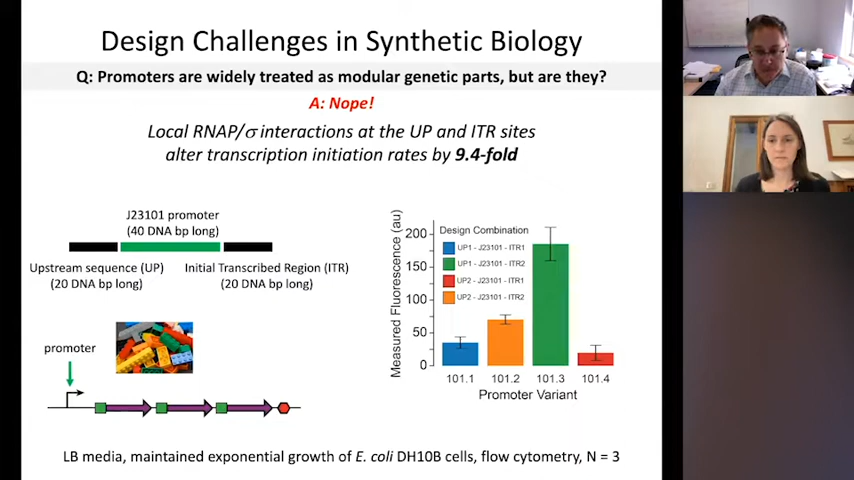 Design Challenges in Synthetic Biology
Q: Promoters are widely treated as modular genetic parts, but are they?
A: Nope!
Local RNAP/σ interactions at the UP and ITR sites
alter transcription initiation rates by 9.4-fold
J23101 promoter
(40 DNA bp long)
Upstream sequence (UP)
(20 DNA bp long)
Initial Transcribed Region (ITR)
(20 DNA bp long)
promoter
Measured Fluorescence (au)
200
150
100
50
0
Design Combination
UP1 - J23101 - ITR1
UP1 - J23101 - ITR2
UP2 - J23101 - ITR1
UP2 - J23101 - ITR2
101.1 101.2 101.3 101.4
Promoter Variant
LB media, maintained exponential growth of E. coli DH10B cells, flow cytometry, N = 3